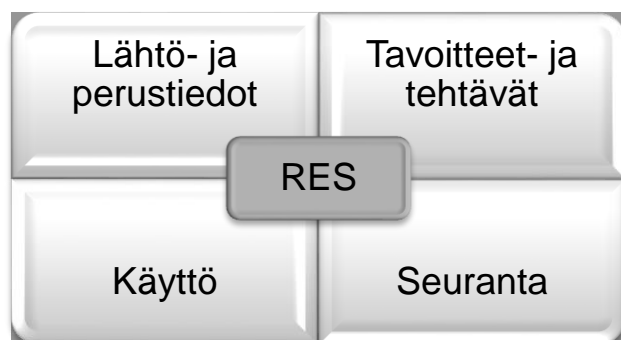 Lähtö- ja
perustiedot
Tavoitteet- ja
tehtävät
RES
Käyttö
Seuranta